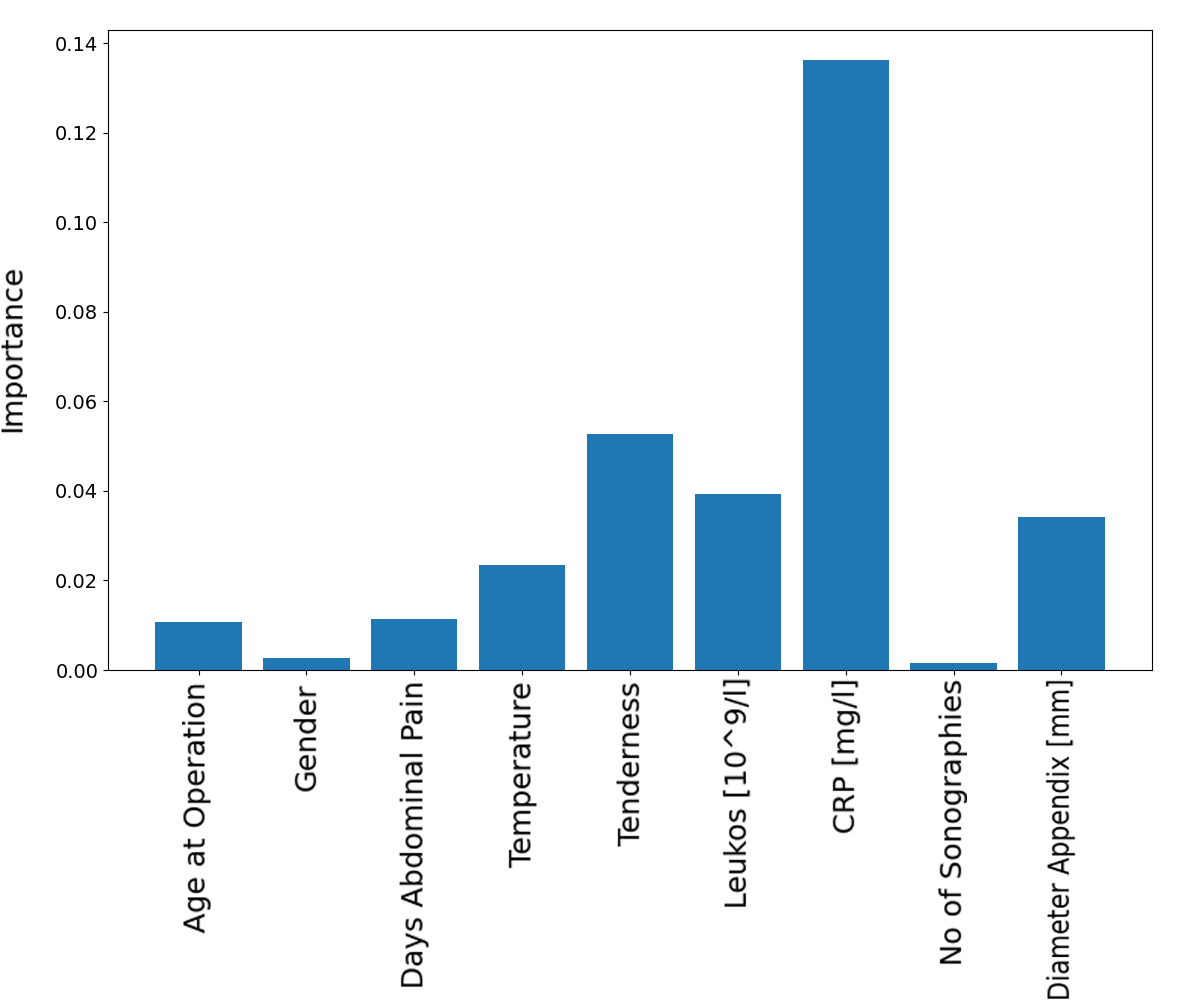 Importance
0.14
0.12
0.10
0.08
0.06
0.04
0.02
0.00
Age at Operation
Gender
Days Abdominal Pain
Temperature
Tenderness
Leukos [10^9/l]
CRP [mg/l]
No of Sonographies
Diameter Appendix [mm]